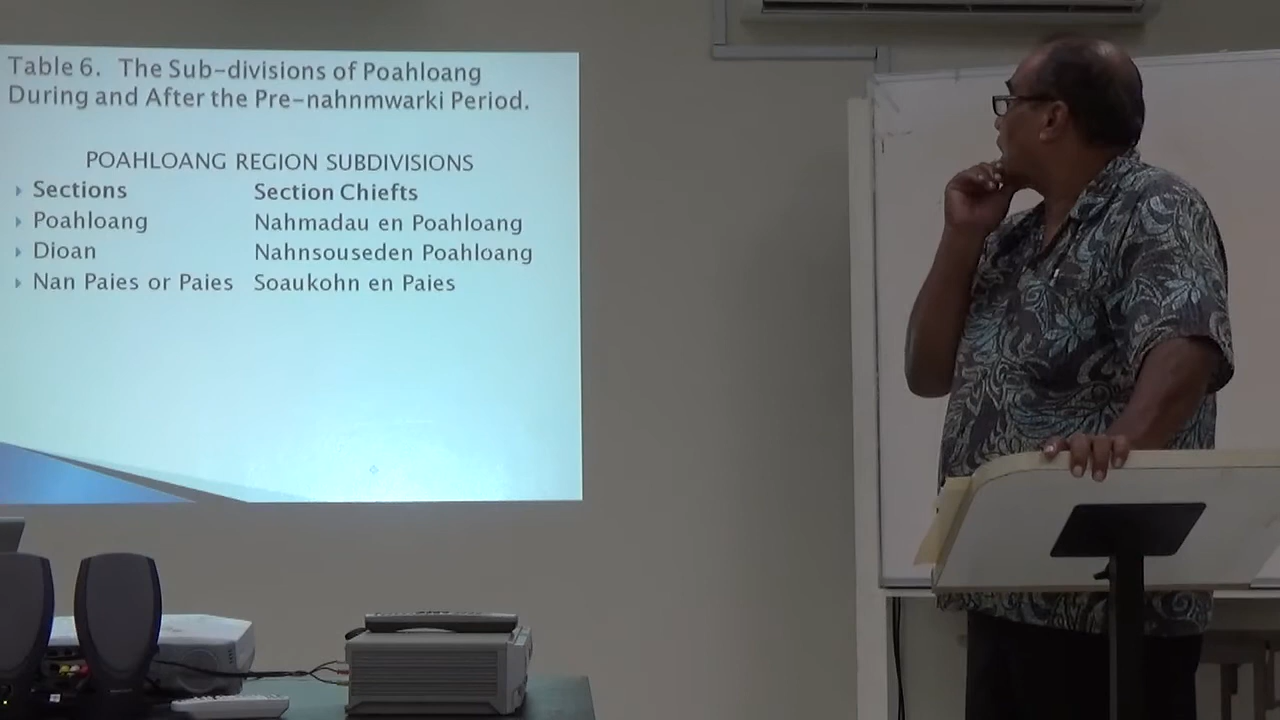 Table 6. The Sub-divisions of Poahloang
During and After the Pre-nahnmwarki Period.
POAHLOANG REGION SUBDIVISIONS
Sections Section Chiefts
Poahloang Nahmadau en Poahloang
Dioan Nahnsouseden Poahloang
Nan Paies or Paies Soaukohn en Paies